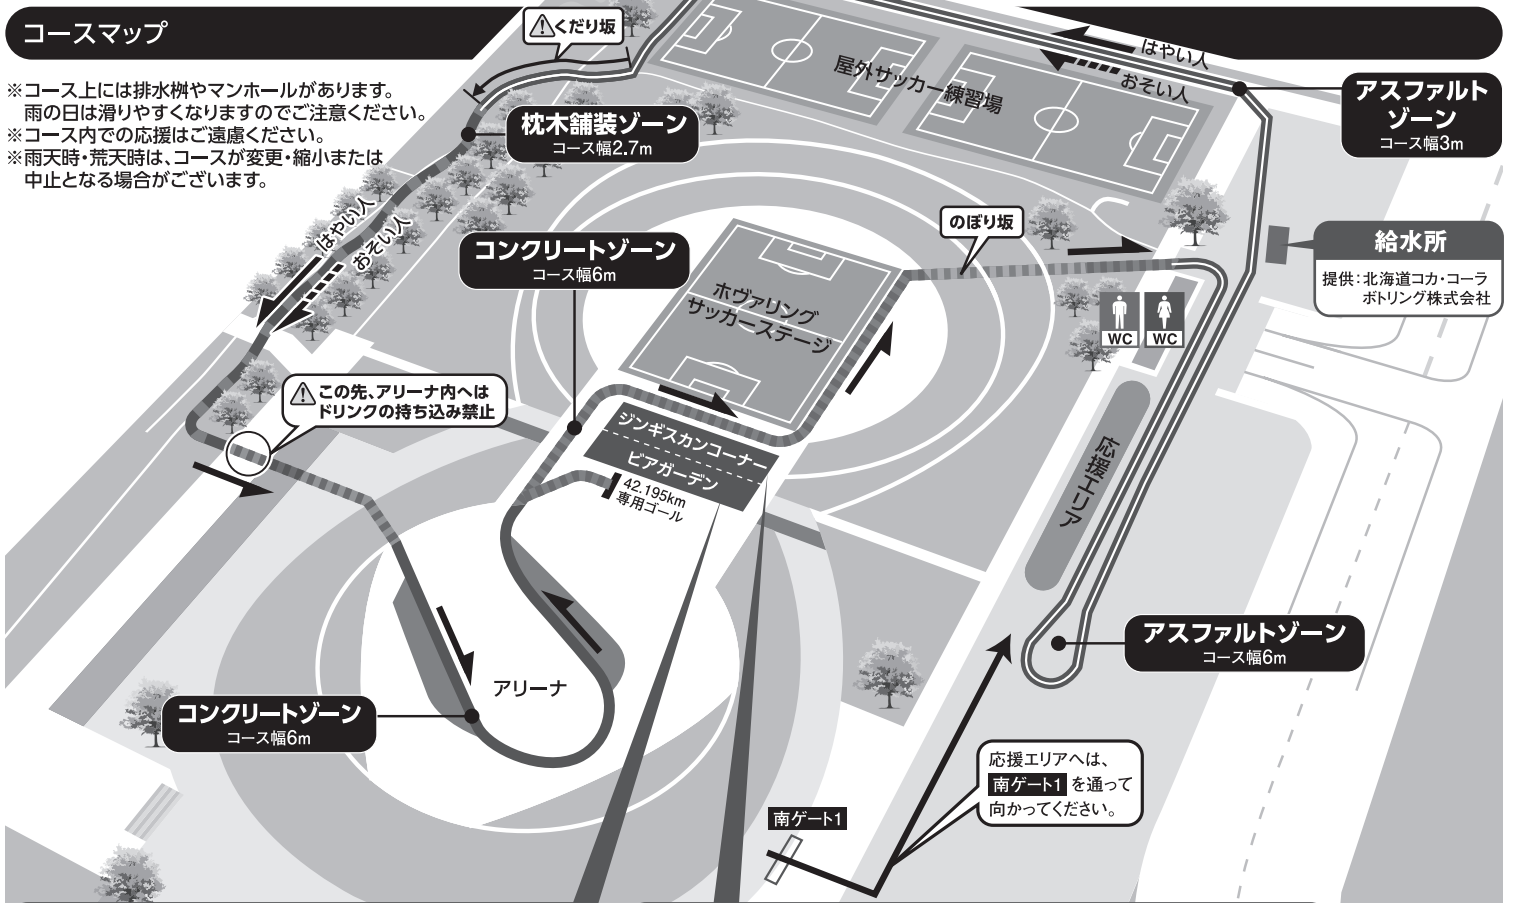 コースマップ
※コース上には排水桝やマンホールがあります。
雨の日は滑りやすくなりますのでご注意ください。
※コース内での応援はご遠慮ください。
※雨天時・荒天時は、コースが変更・縮小または
中止となる場合がございます。
⚠くだり坂
枕木舗装ゾーン
コース幅2.7m
屋外サッカー練習場
はやい人
おそい人
アスファルト
ゾーン
コース幅3m
はやい人
おそい人
コンクリートゾーン
コース幅6m
のぼり坂
給水所
提供:北海道コカ・コーラ
ボトリング株式会社
ホヴァリング
サッカーステージ
WC
WC
⚠この先、アリーナ内へは
ドリンクの持ち込み禁止
ジンギスカンコーナー
ビアガーデン
42.195km
専用ゴール
応援エリア
アスファルトゾーン
コース幅6m
アリーナ
コンクリートゾーン
コース幅6m
応援エリアへは、
南ゲート1 を通って
向かってください。
南ゲート1